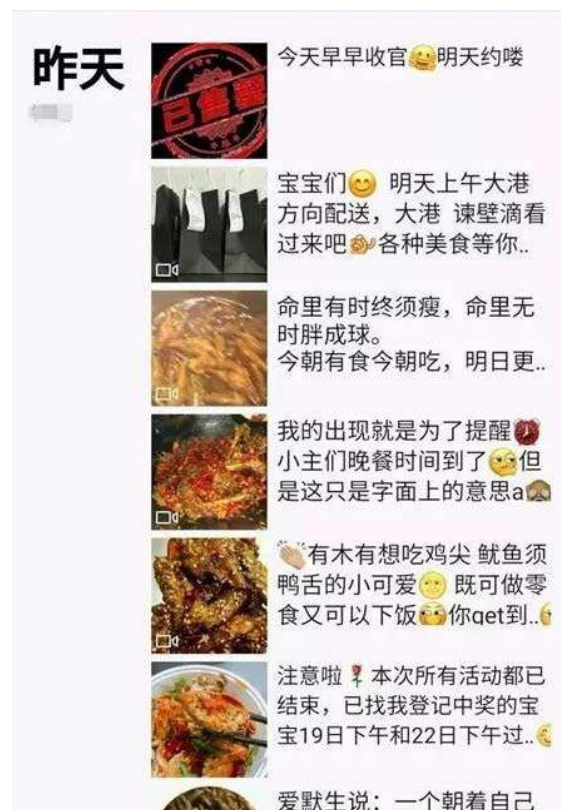 昨天
已售罄
今天早早收官🤗明天约喽
宝宝们😊 明天上午大港
方向配送，大港 谏壁滴看
过来吧🐌各种美食等你..
命里有时终须瘦，命里无
时胖成球。
今朝有食今朝吃，明日更..
我的出现就是为了提醒⏰
小主们晚餐时间到了🧐但
是这只是字面上的意思a🙈
👏🏼有木有想吃鸡尖 鱿鱼须
鸭舌的小可爱🌝 既可做零
食又可以下饭🤭你get到..
注意啦🌹本次所有活动都已
结束，已找我登记中奖的宝
宝19日下午和22日下午过..
爱默生说：一个朝着自己